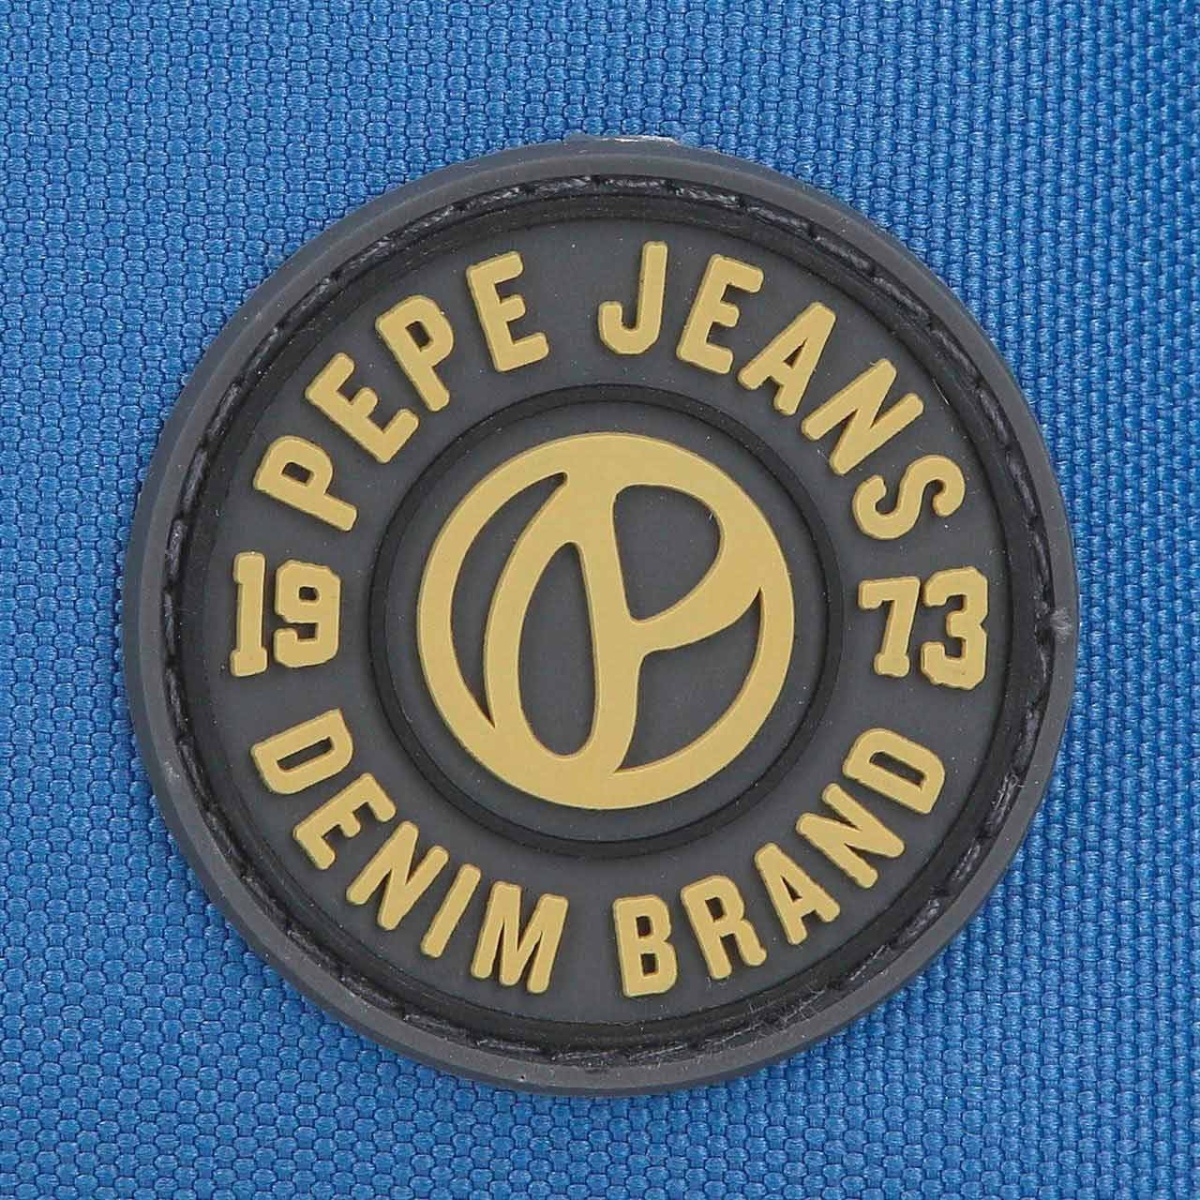 PEPE JEANS
19 73
DENIM BRAND